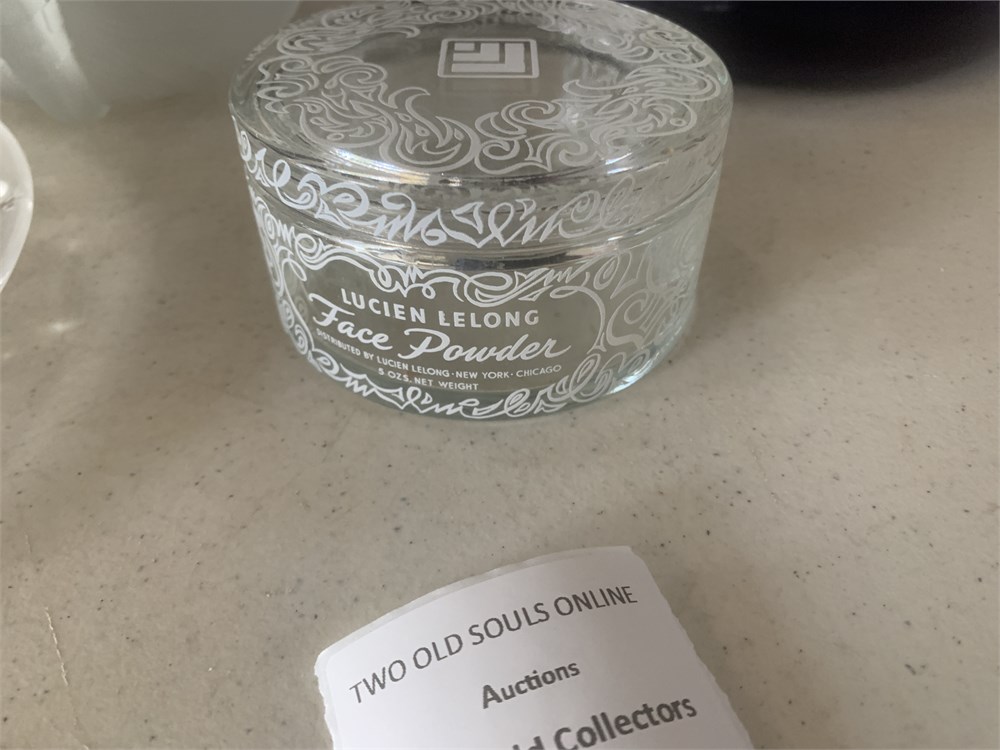 LUCIEN LELONG
Face Powder
DISTRIBUTED BY LUCIEN LELONG · NEW YORK · CHICAGO
5 OZS. NET WEIGHT
TWO OLD SOULS ONLINE
Auctions
Collectors